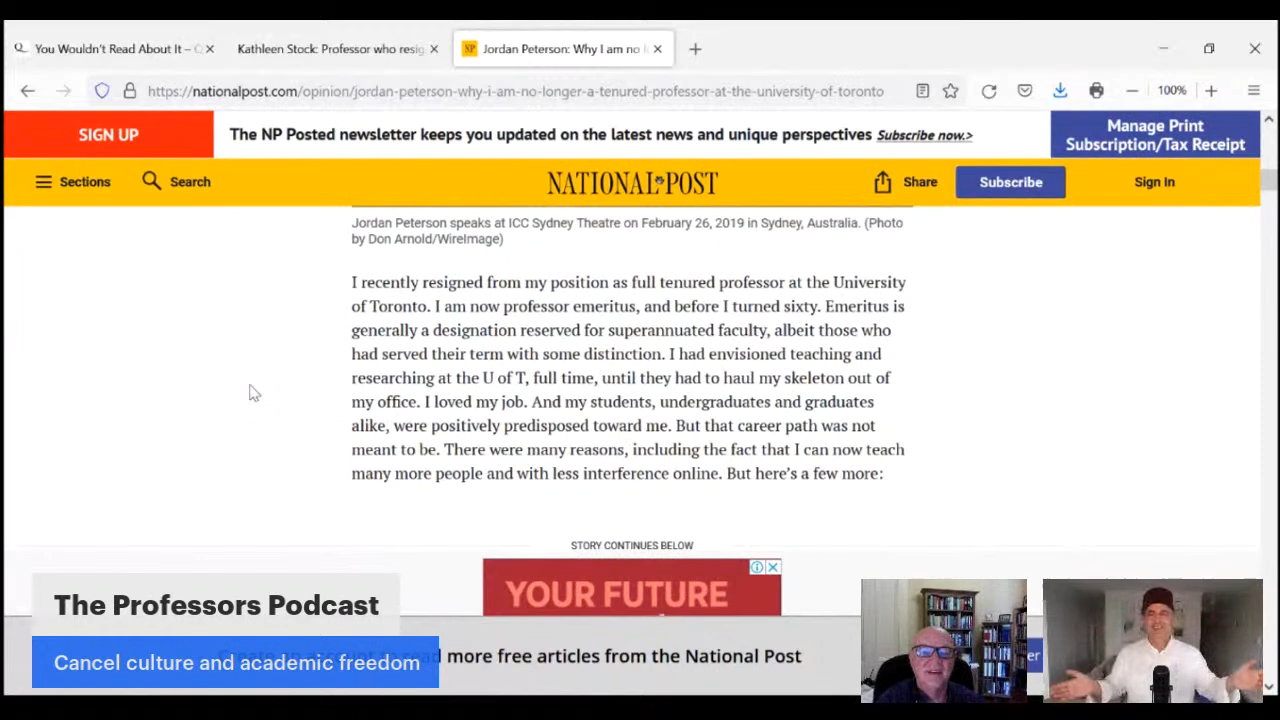 You Wouldn't Read About It –
Kathleen Stock: Professor who resig
Jordan Peterson: Why I am no l
https://nationalpost.com/opinion/jordan-peterson-why-i-am-no-longer-a-tenured-professor-at-the-university-of-toronto
100%
SIGN UP
The NP Posted newsletter keeps you updated on the latest news and unique perspectives Subscribe now.>
Manage Print
Subscription/Tax Receipt
Sections
Search
NATIONAL POST
Share
Subscribe
Sign In
Jordan Peterson speaks at ICC Sydney Theatre on February 26, 2019 in Sydney, Australia. (Photo
by Don Arnold/WireImage)
I recently resigned from my position as full tenured professor at the University
of Toronto. I am now professor emeritus, and before I turned sixty. Emeritus is
generally a designation reserved for superannuated faculty, albeit those who
had served their term with some distinction. I had envisioned teaching and
researching at the U of T, full time, until they had to haul my skeleton out of
my office. I loved my job. And my students, undergraduates and graduates
alike, were positively predisposed toward me. But that career path was not
meant to be. There were many reasons, including the fact that I can now teach
many more people and with less interference online. But here's a few more:
STORY CONTINUES BELOW
YOUR FUTURE
The Professors Podcast
Cancel culture and academic freedom
more free articles from the National Post